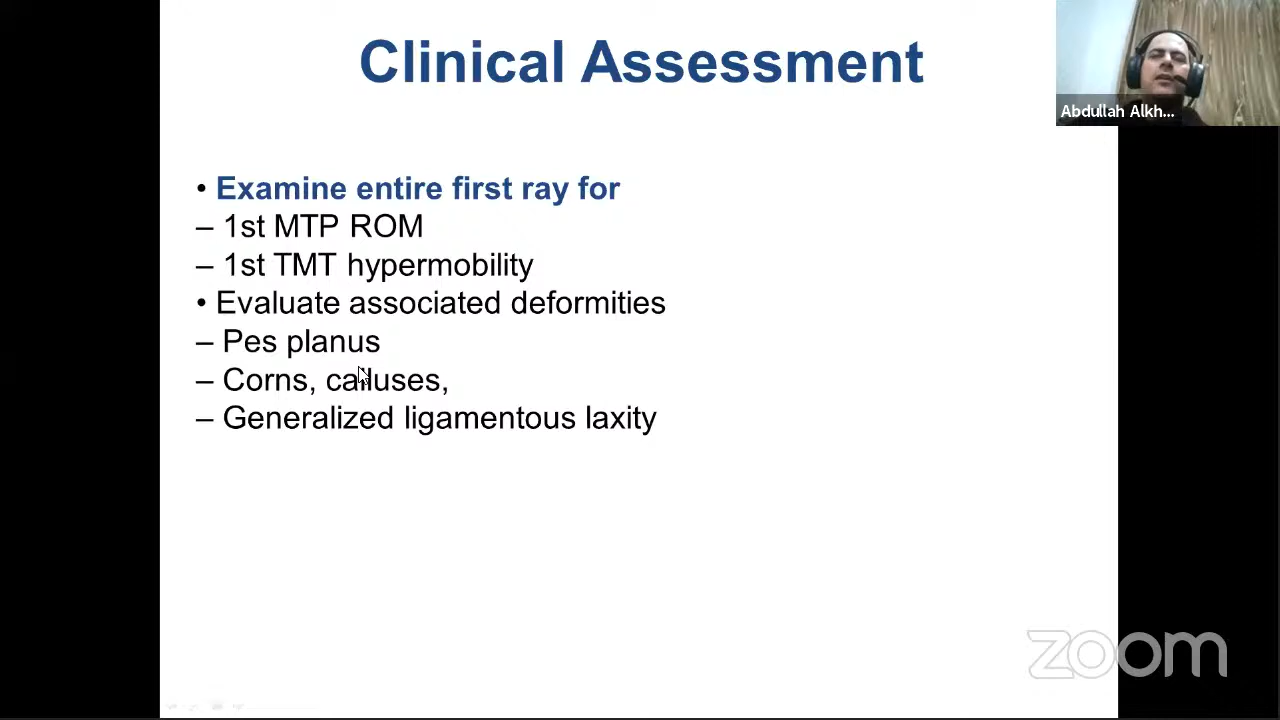 Clinical Assessment
Abdullah Alkh...
• Examine entire first ray for
– 1st MTP ROM
– 1st TMT hypermobility
• Evaluate associated deformities
– Pes planus
– Corns, calluses,
– Generalized ligamentous laxity
zoom